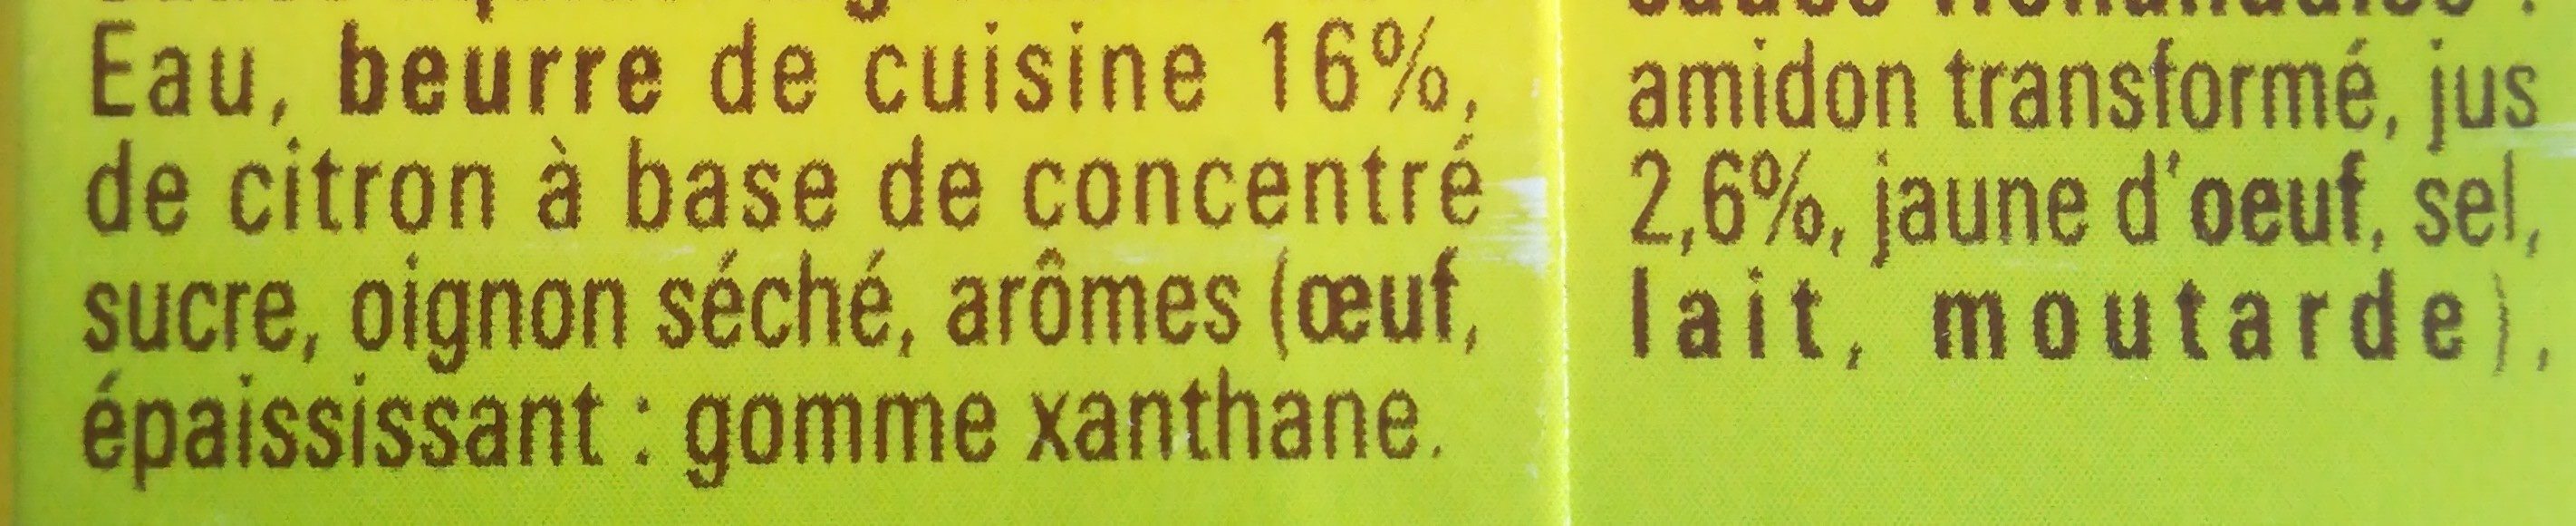 Eau, beurre de cuisine 16%, amidon transformé, jus
de citron à base de concentré 2,6%, jaune d'oeuf, sel,
sucre, oignon séché, arômes (œuf, lait, moutarde),
épaississant : gomme xanthane.